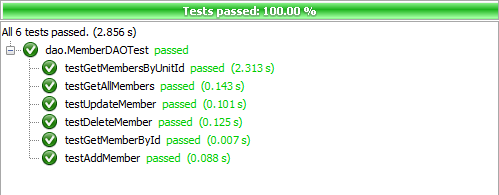 Tests passed: 100.00 %
All 6 tests passed. (2.856 s)
dao.MemberDAOTest passed
testGetMembersByUnitId passed (2.313 s)
testGetAllMembers passed (0.143 s)
testUpdateMember passed (0.101 s)
testDeleteMember passed (0.125 s)
testGetMemberById passed (0.007 s)
testAddMember passed (0.088 s)